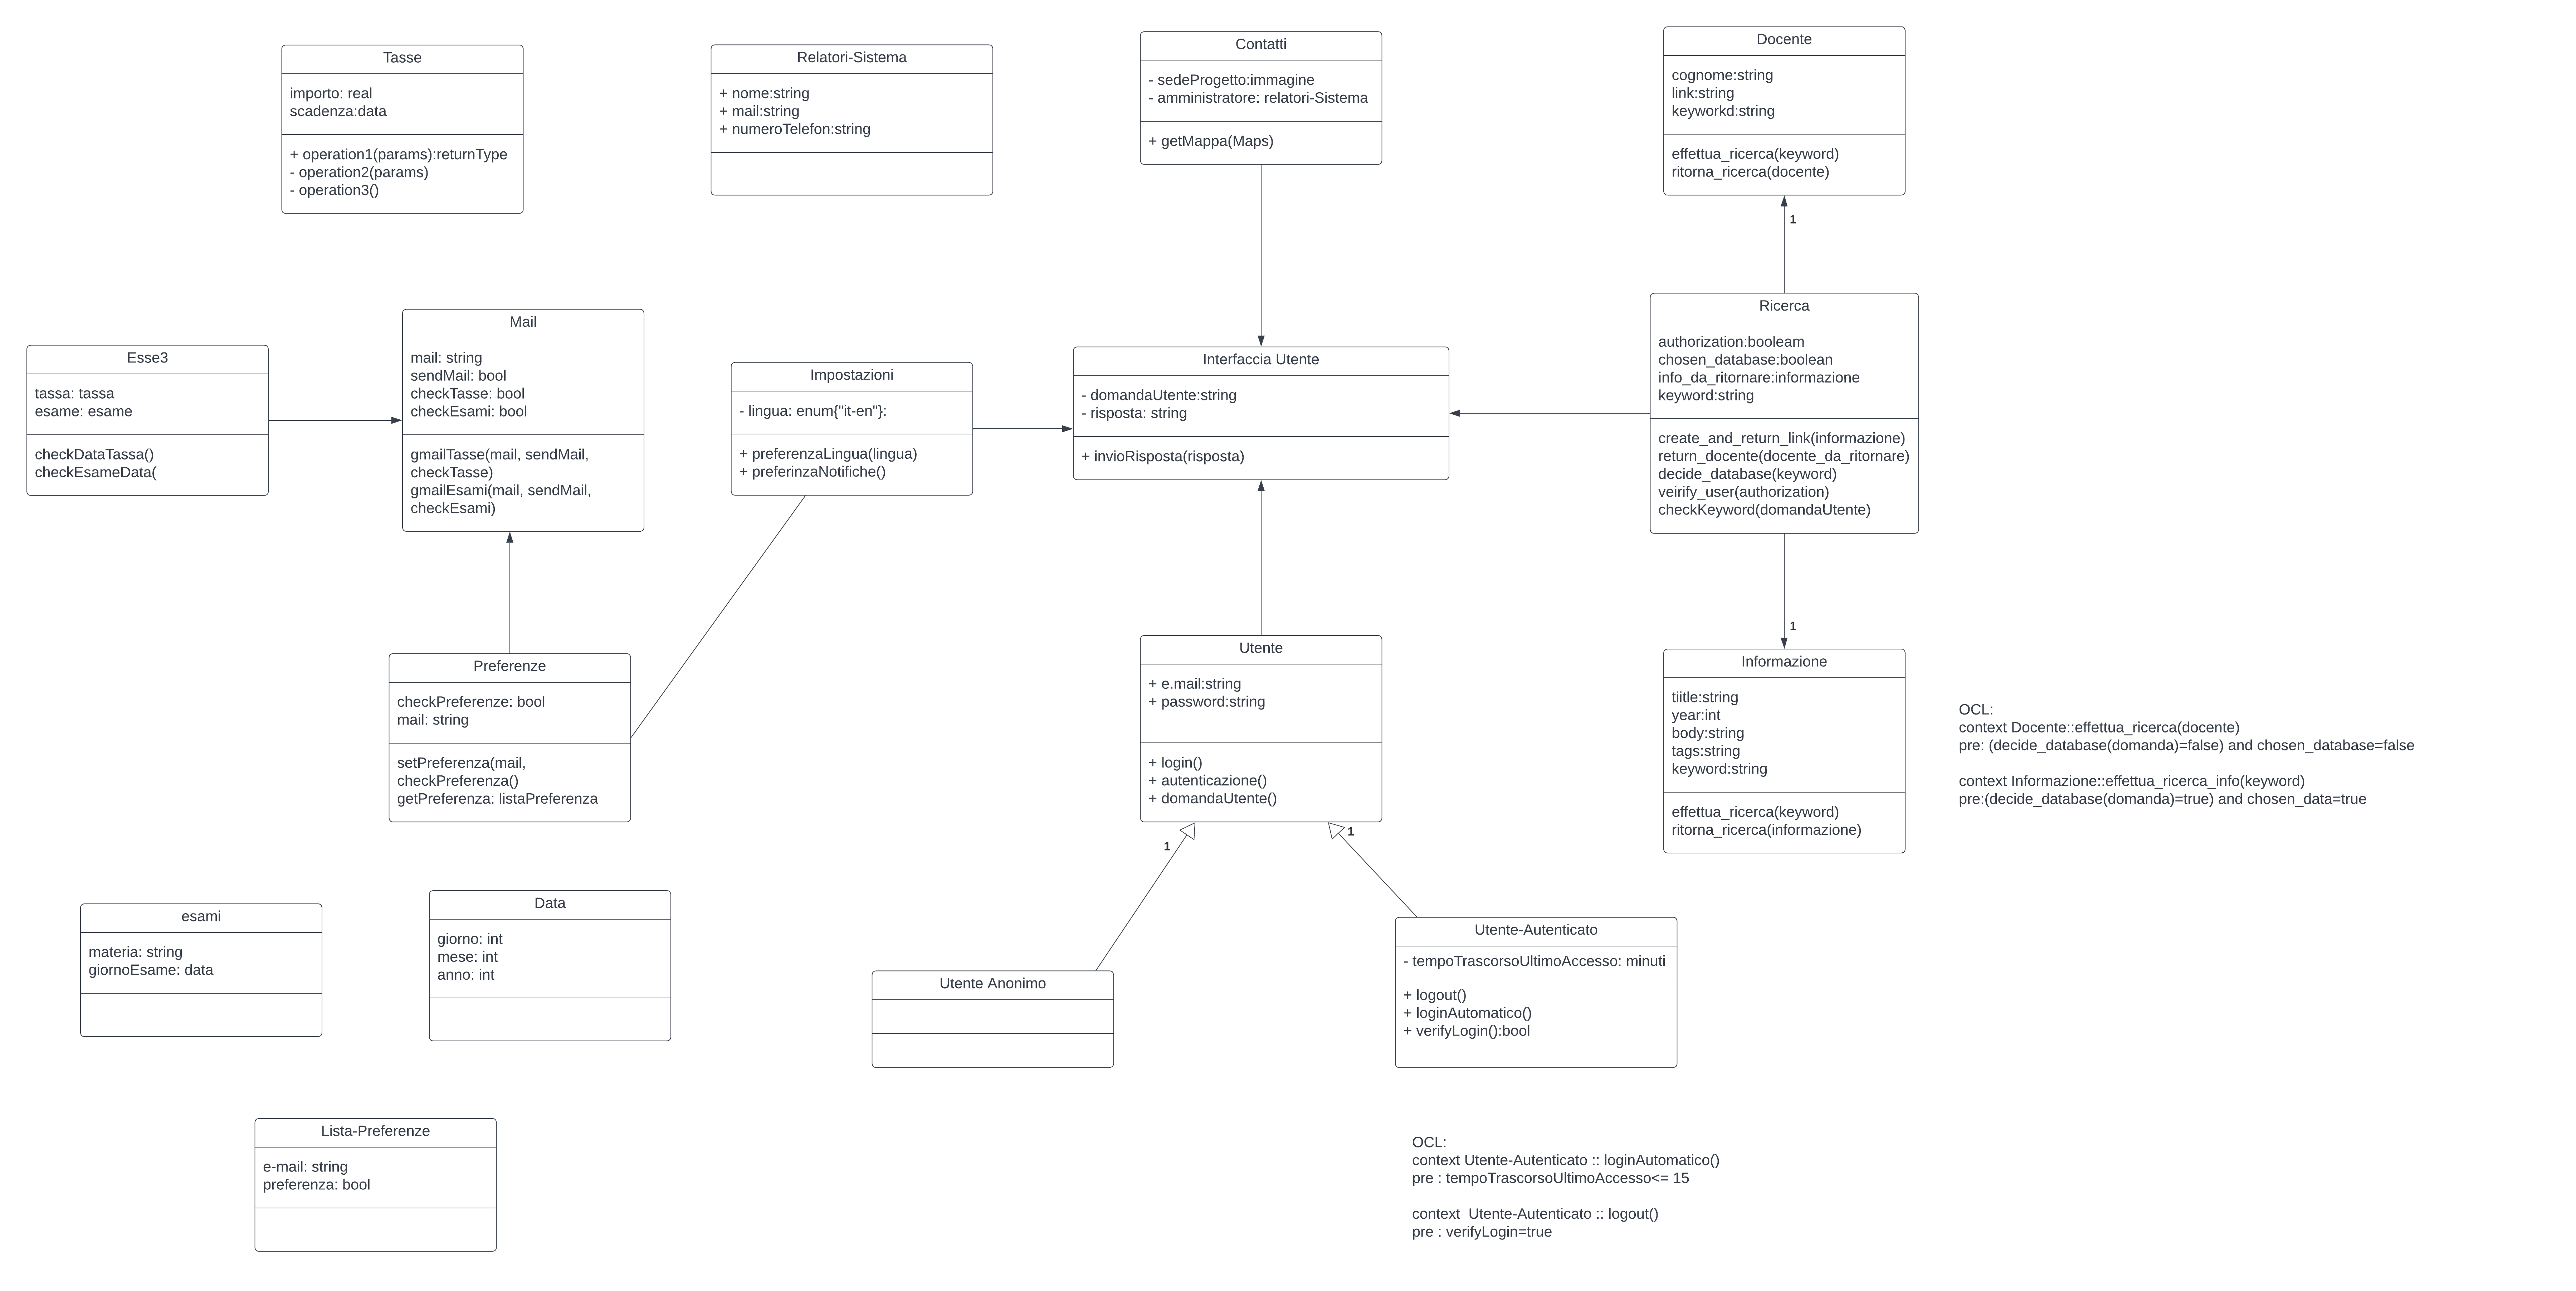 Tasse
importo: real
scadenza:data
+ operation1(params):returnType
- operation2(params)
- operation3()
Relatori-Sistema
+ nome:string
+ mail:string
+ numeroTelefon:string
Contatti
- sedeProgetto:immagine
- amministratore: relatori-Sistema
+ getMappa(Maps)
Docente
cognome:string
link:string
keyworkd:string
effettua_ricerca(keyword)
ritorna_ricerca(docente)
1
Esse3
tassa: tassa
esame: esame
checkDataTassa()
checkEsameData(
Mail
mail: string
sendMail: bool
checkTasse: bool
checkEsami: bool
gmailTasse(mail, sendMail,
checkTasse)
gmailEsami(mail, sendMail,
checkEsami)
Impostazioni
- lingua: enum{"it-en"}:
+ preferenzaLingua(lingua)
+ preferinzaNotifiche()
Interfaccia Utente
- domandaUtente:string
- risposta: string
+ invioRisposta(risposta)
Ricerca
authorization:booleam
chosen_database:boolean
info_da_ritornare:informazione
keyword:string
create_and_return_link(informazione)
return_docente(docente_da_ritornare)
decide_database(keyword)
veirify_user(authorization)
checkKeyword(domandaUtente)
1
Preferenze
checkPreferenze: bool
mail: string
setPreferenza(mail,
checkPreferenza()
getPreferenza: listaPreferenza
Utente
+ e.mail:string
+ password:string
+ login()
+ autenticazione()
+ domandaUtente()
1
1
Informazione
tiitle:string
year:int
body:string
tags:string
keyword:string
effettua_ricerca(keyword)
ritorna_ricerca(informazione)
OCL:
context Docente::effettua_ricerca(docente)
pre: (decide_database(domanda)=false) and chosen_database=false
context Informazione::effettua_ricerca_info(keyword)
pre:(decide_database(domanda)=true) and chosen_data=true
esami
materia: string
giornoEsame: data
Data
giorno: int
mese: int
anno: int
Utente Anonimo
Utente-Autenticato
- tempoTrascorsoUltimoAccesso: minuti
+ logout()
+ loginAutomatico()
+ verifyLogin():bool
Lista-Preferenze
e-mail: string
preferenza: bool
OCL:
context Utente-Autenticato :: loginAutomatico()
pre : tempoTrascorsoUltimoAccesso<= 15
context  Utente-Autenticato :: logout()
pre : verifyLogin=true